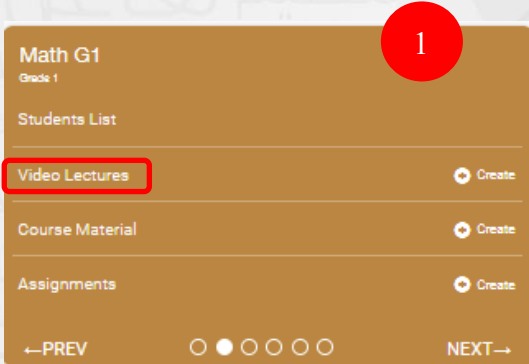 1
Math G1
Grade 1
Students List
Video Lectures Create
Course Material Create
Assignments Create
←PREV NEXT→